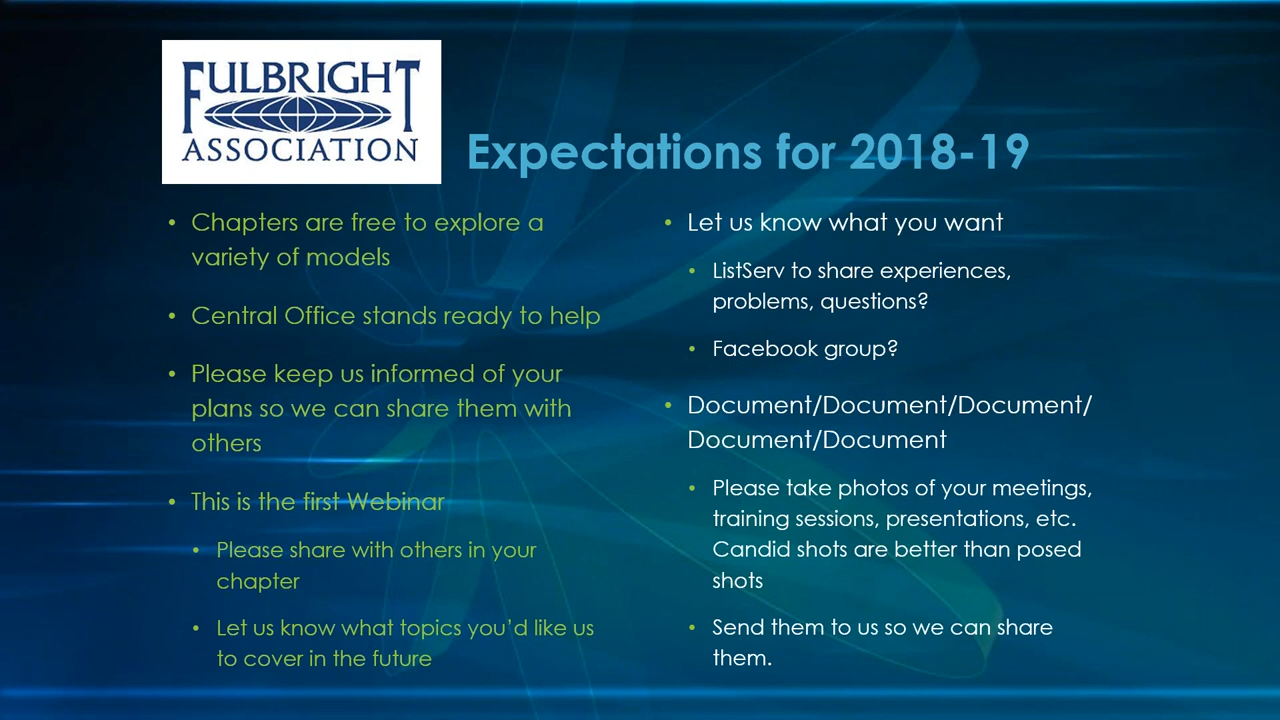 FULBRIGHT
ASSOCIATION
Expectations for 2018-19
• Chapters are free to explore a
variety of models
• Central Office stands ready to help
• Please keep us informed of your
plans so we can share them with
others
• This is the first Webinar
• Please share with others in your
chapter
• Let us know what topics you’d like us
to cover in the future
• Let us know what you want
• ListServ to share experiences,
problems, questions?
• Facebook group?
• Document/Document/Document/
Document/Document
• Please take photos of your meetings,
training sessions, presentations, etc.
Candid shots are better than posed
shots
• Send them to us so we can share
them.